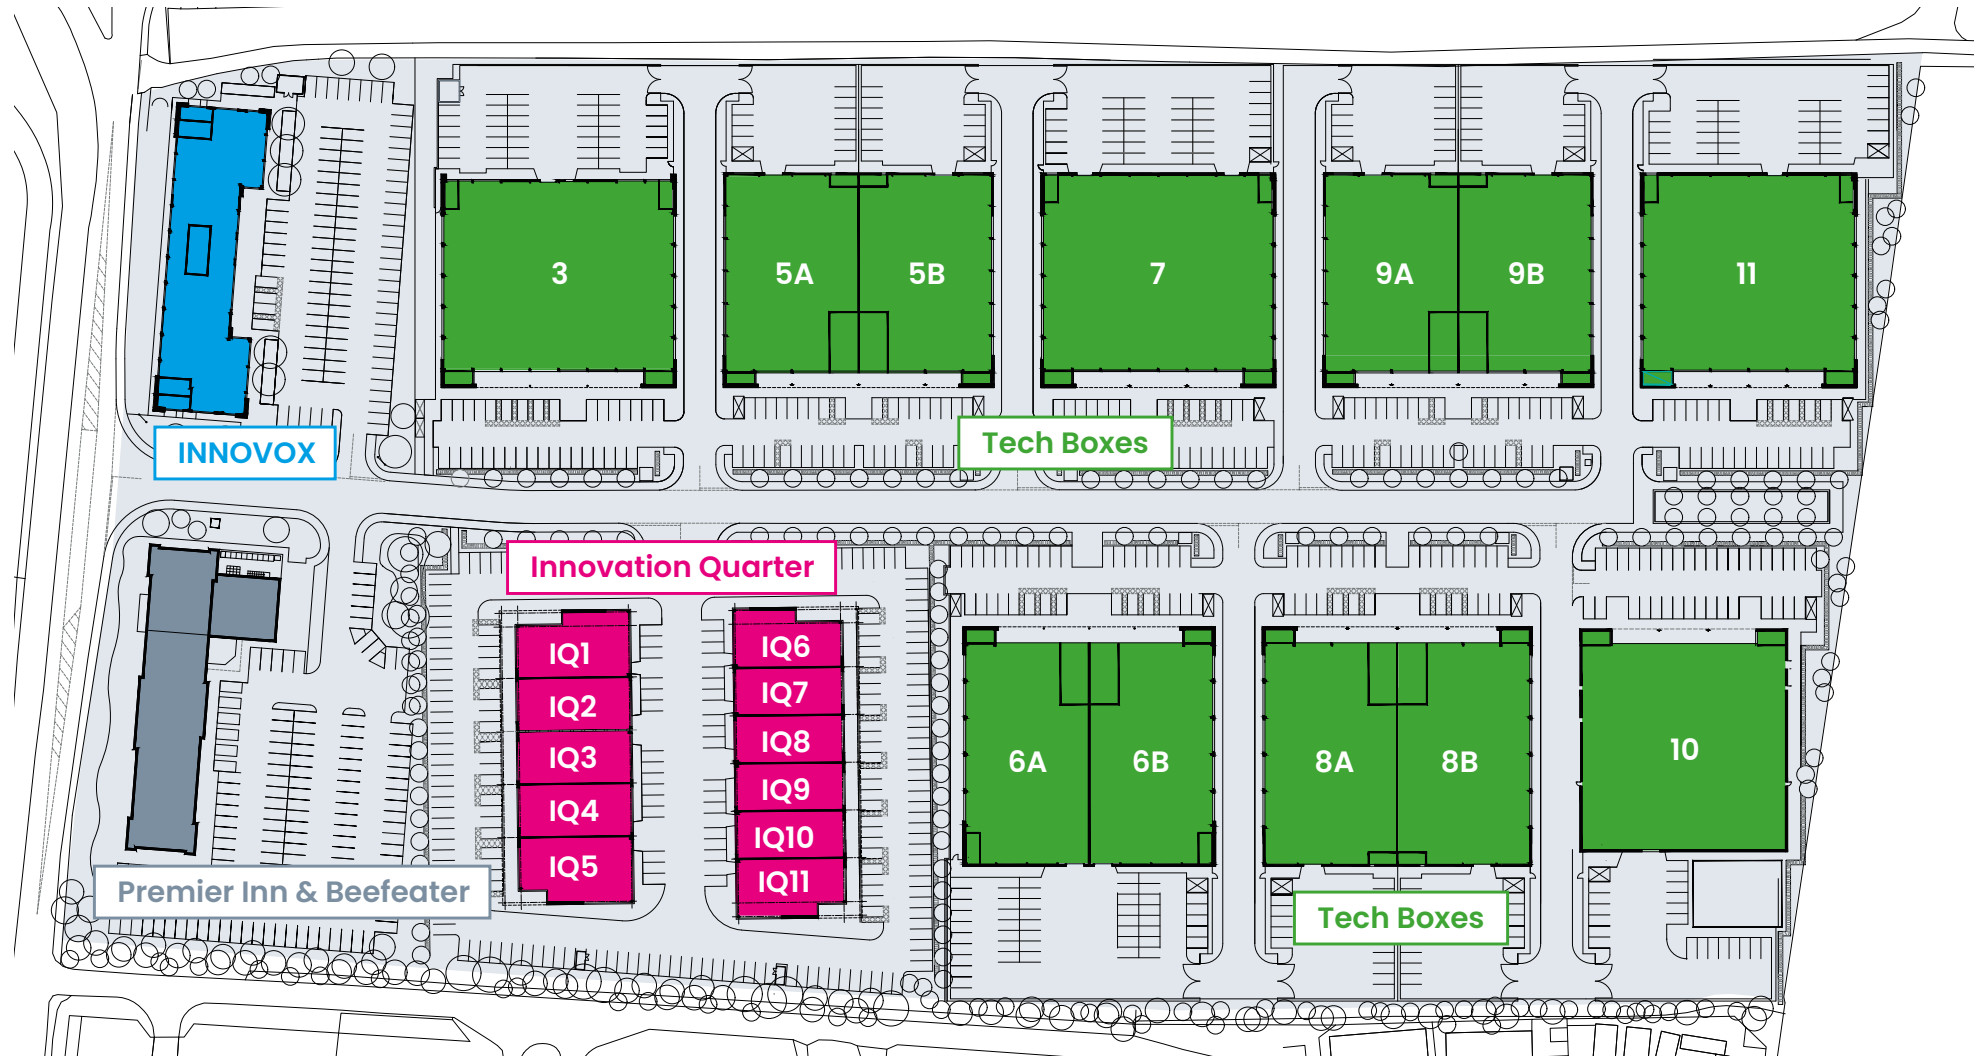 3
5A
5B
7
9A
9B
11
INNOVOX
Tech Boxes
Innovation Quarter
IQ1
IQ2
IQ3
IQ4
IQ5
IQ6
IQ7
IQ8
IQ9
IQ10
IQ11
6A
6B
8A
8B
10
Premier Inn & Beefeater
Tech Boxes